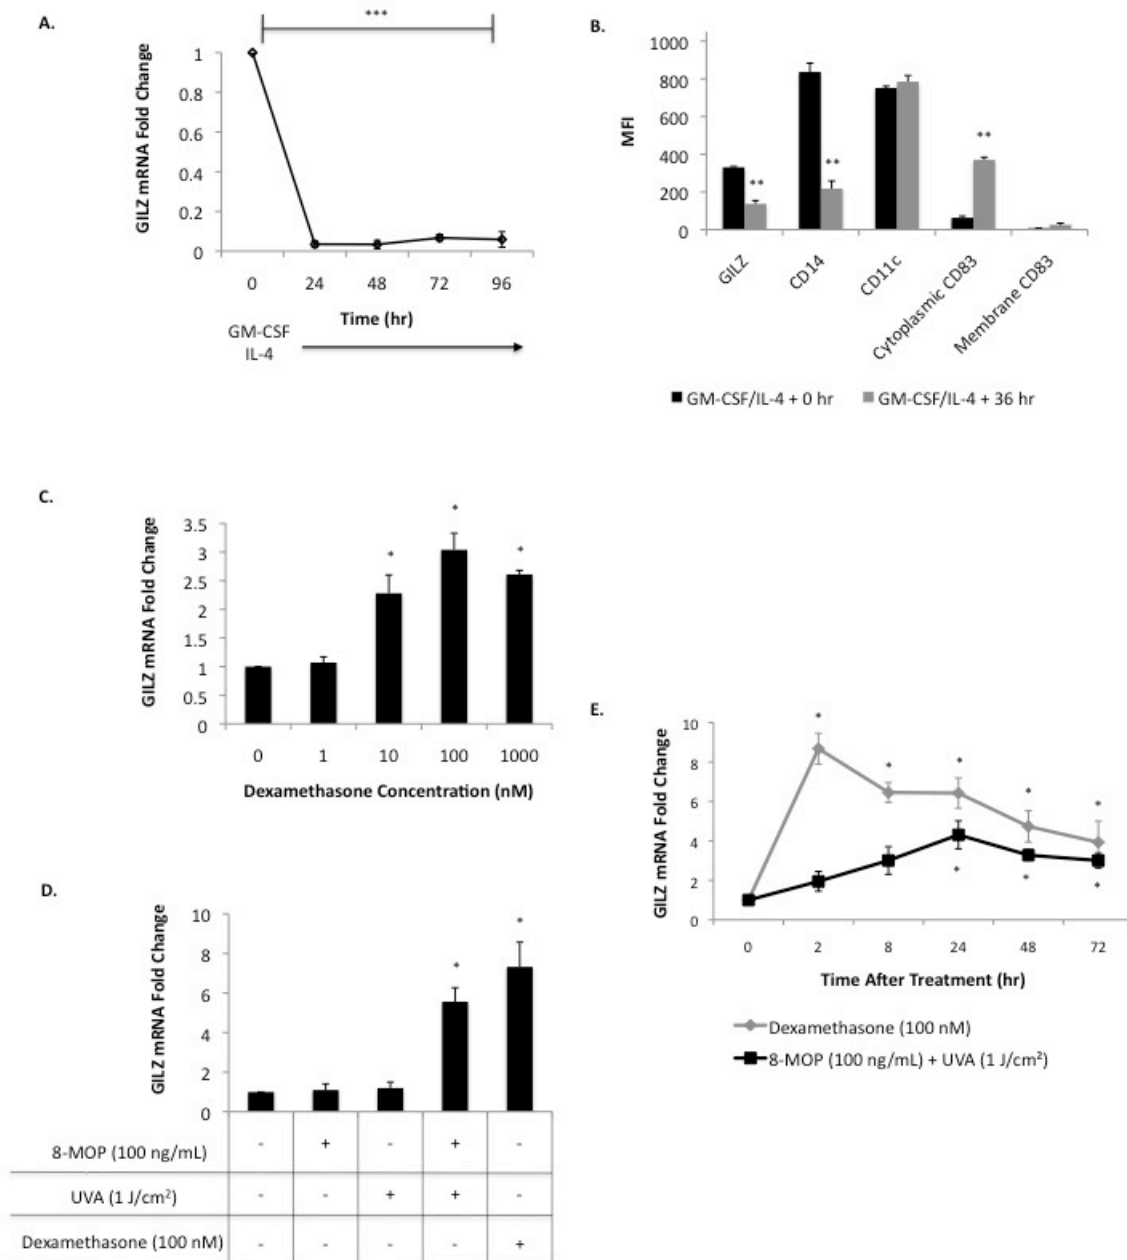 A.
***
GILZ mRNA Fold Change
1
0.8
0.6
0.4
0.2
0
0 24 48 72 96
Time (hr)
GM-CSF
IL-4
B.
MFI
1000
800
600
400
200
0
** ** **
GILZ
CD14
CD11c
Cytoplasmic CD83
Membrane CD83
GM-CSF/IL-4 + 0 hr GM-CSF/IL-4 + 36 hr
C.
GILZ mRNA Fold Change
3.5
3
2.5
2
1.5
1
0.5
0
* * *
0 1 10 100 1000
Dexamethasone Concentration (nM)
D.
GILZ mRNA Fold Change
10
8
6
4
2
0
* *
8-MOP (100 ng/mL) - + - + -
UVA (1 J/cm²) - - + + -
Dexamethasone (100 nM) - - - - +
E.
GILZ mRNA Fold Change
10
8
6
4
2
0
* * * * *
* * *
0 2 8 24 48 72
Time After Treatment (hr)
Dexamethasone (100 nM)
8-MOP (100 ng/mL) + UVA (1 J/cm²)